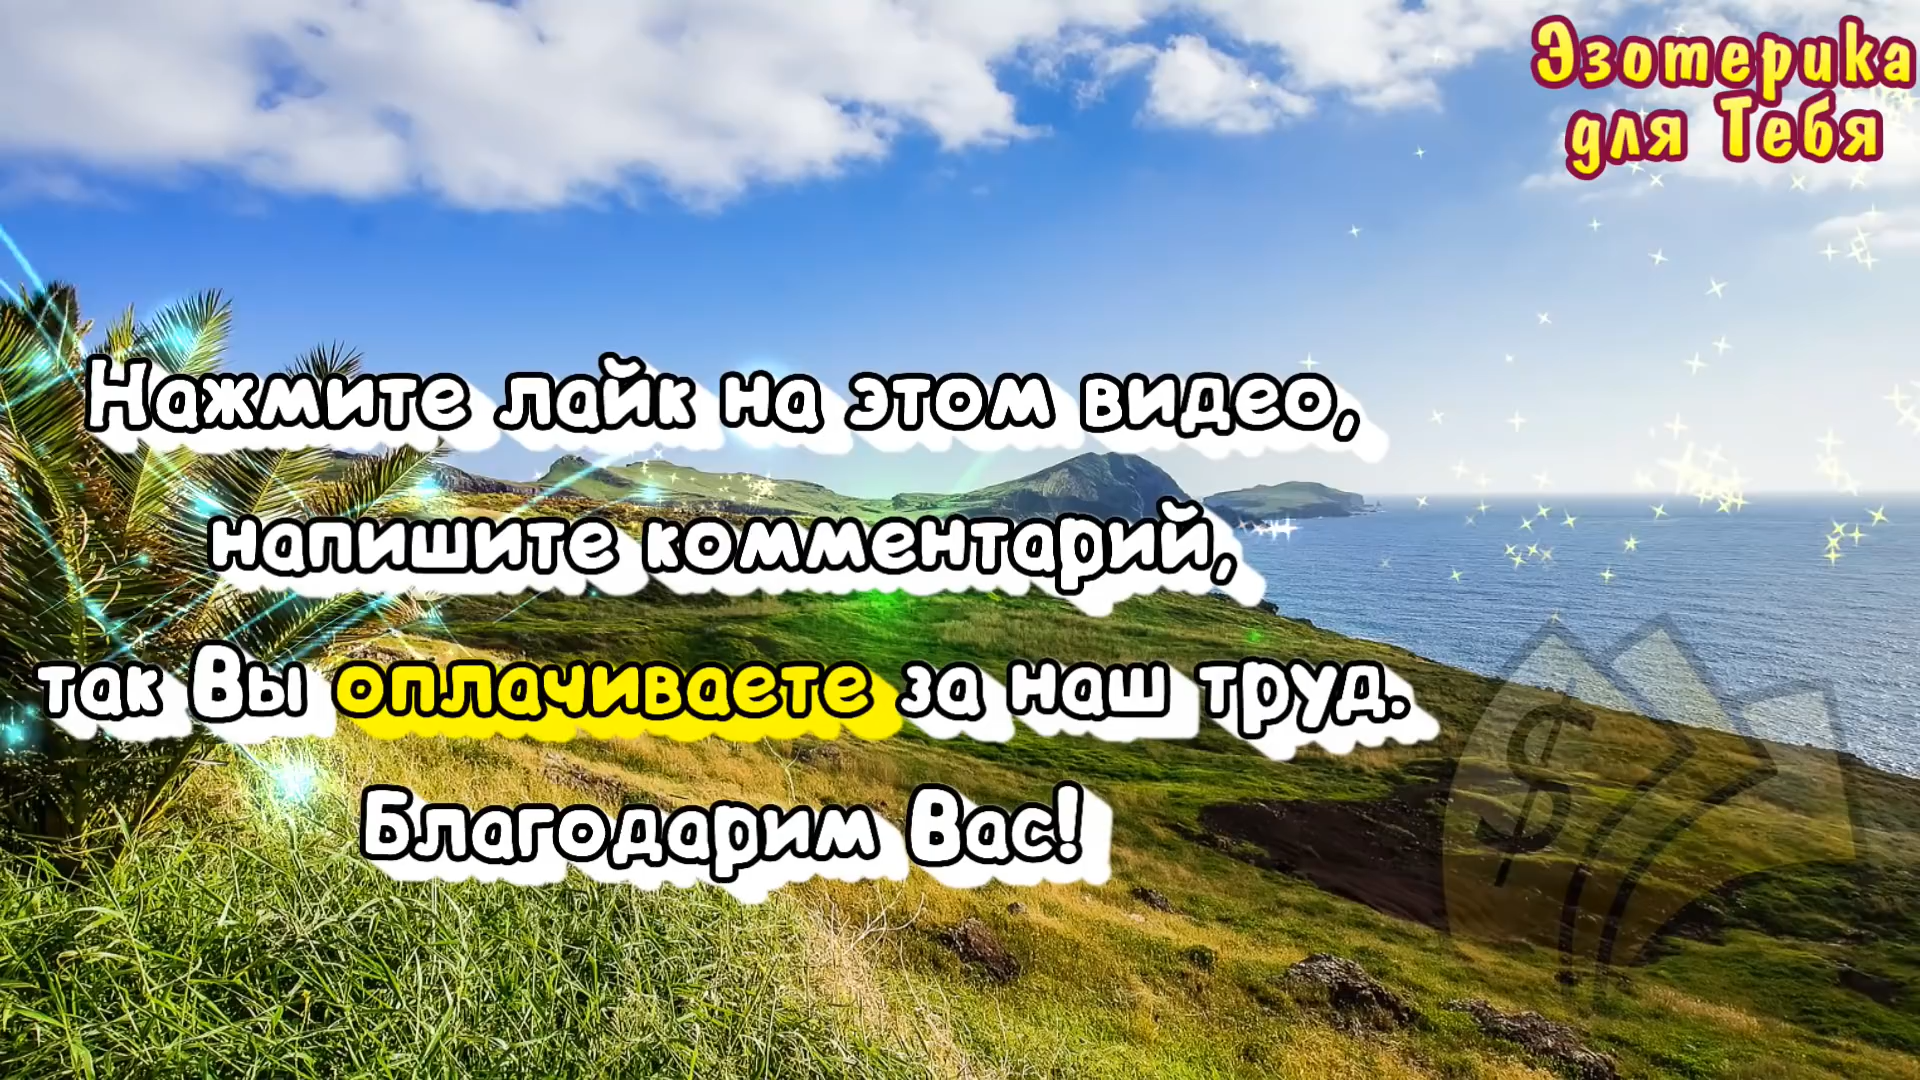 Эзотерика
для Тебя
Нажмите лайк на этом видео,
напишите комментарий,
так Вы оплачиваете за наш труд.
Благодарим Вас!
$